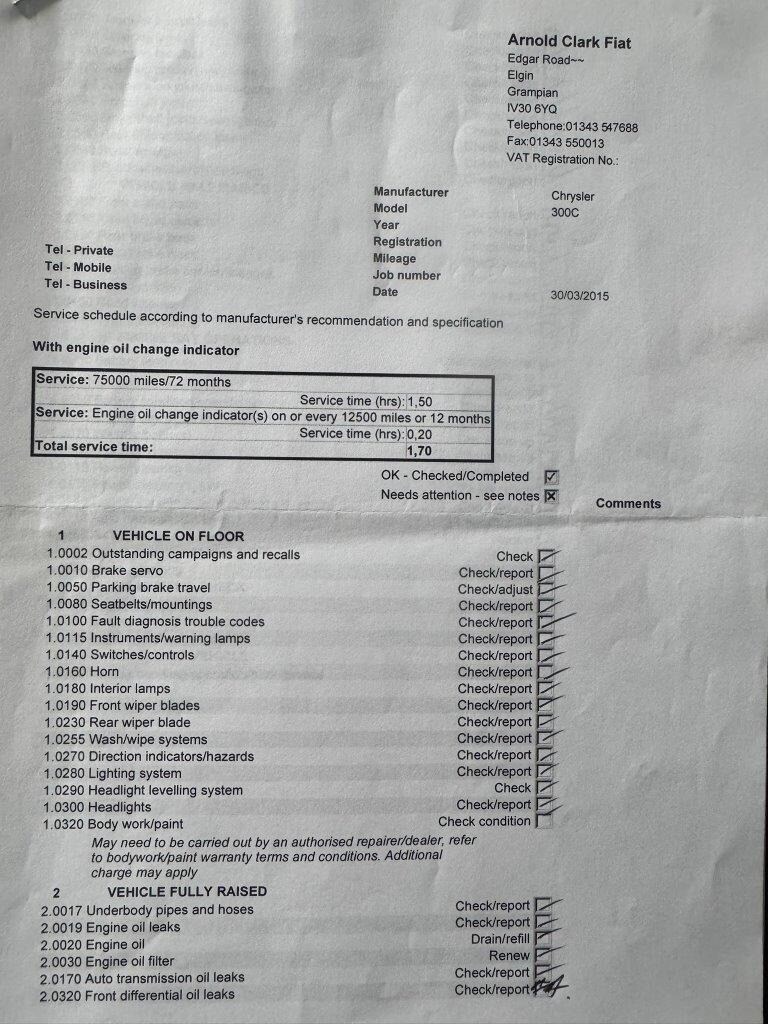 Arnold Clark Fiat
Edgar Road~~
Elgin
Grampian
IV30 6YQ
Telephone:01343 547688
Fax:01343 550013
VAT Registration No.:
Manufacturer Chrysler
Model 300C
Year
Registration
Mileage
Job number
Date 30/03/2015
Tel - Private
Tel - Mobile
Tel - Business
Service schedule according to manufacturer's recommendation and specification
With engine oil change indicator
Service: 75000 miles/72 months
Service time (hrs): 1,50
Service: Engine oil change indicator(s) on or every 12500 miles or 12 months
Service time (hrs): 0,20
Total service time: 1,70
OK - Checked/Completed
Needs attention - see notes
Comments
1 VEHICLE ON FLOOR
1.0002 Outstanding campaigns and recalls Check
1.0010 Brake servo Check/report
1.0050 Parking brake travel Check/adjust
1.0080 Seatbelts/mountings Check/report
1.0100 Fault diagnosis trouble codes Check/report
1.0115 Instruments/warning lamps Check/report
1.0140 Switches/controls Check/report
1.0160 Horn Check/report
1.0180 Interior lamps Check/report
1.0190 Front wiper blades Check/report
1.0230 Rear wiper blade Check/report
1.0255 Wash/wipe systems Check/report
1.0270 Direction indicators/hazards Check/report
1.0280 Lighting system Check/report
1.0290 Headlight levelling system Check
1.0300 Headlights Check/report
1.0320 Body work/paint Check condition
May need to be carried out by an authorised repairer/dealer, refer
to bodywork/paint warranty terms and conditions. Additional
charge may apply
2 VEHICLE FULLY RAISED
2.0017 Underbody pipes and hoses Check/report
2.0019 Engine oil leaks Check/report
2.0020 Engine oil Drain/refill
2.0030 Engine oil filter Renew
2.0170 Auto transmission oil leaks Check/report
2.0320 Front differential oil leaks Check/report